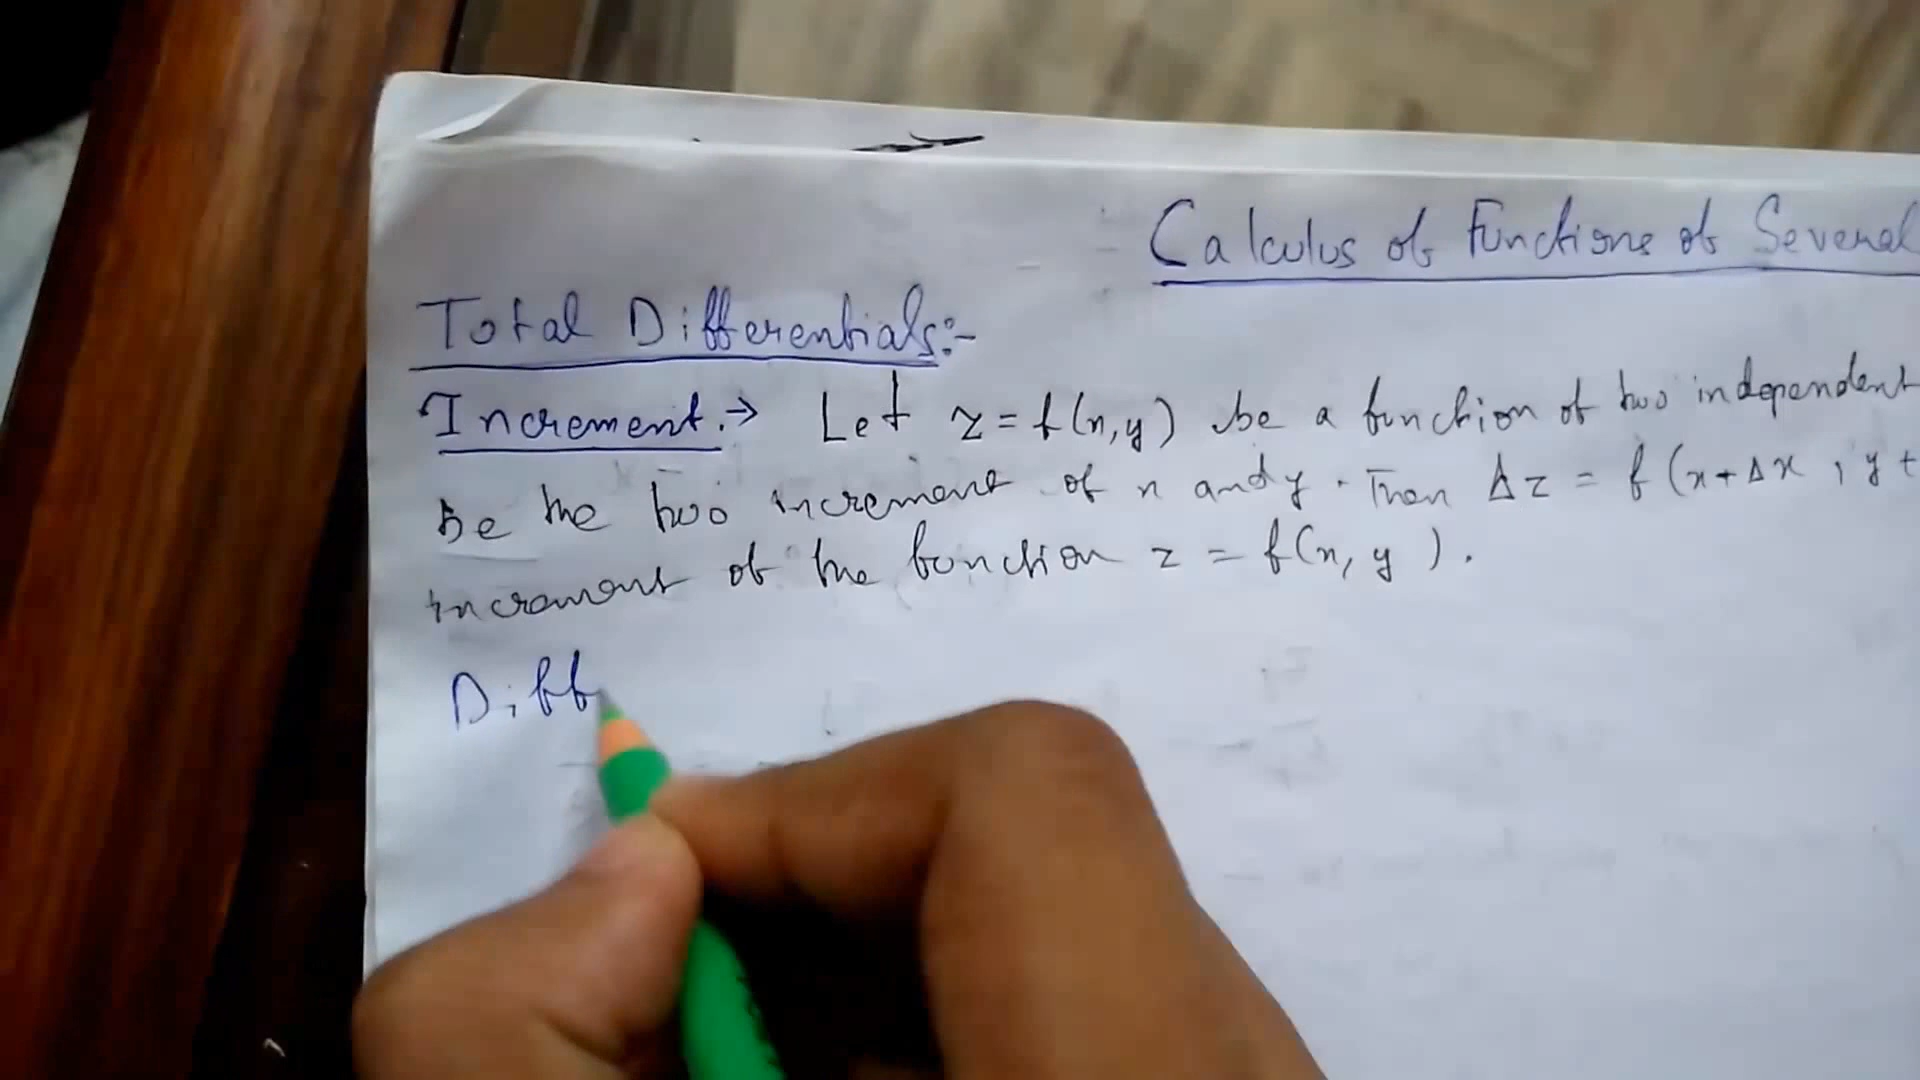 Calculus of Functions of Several
Total Differentials:-
Increment.→ Let z = f(x,y) be a function of two independent
be the two increment of x and y. Then Δz = f(x+Δx, y+
increment of the function z = f(x, y).
Diff